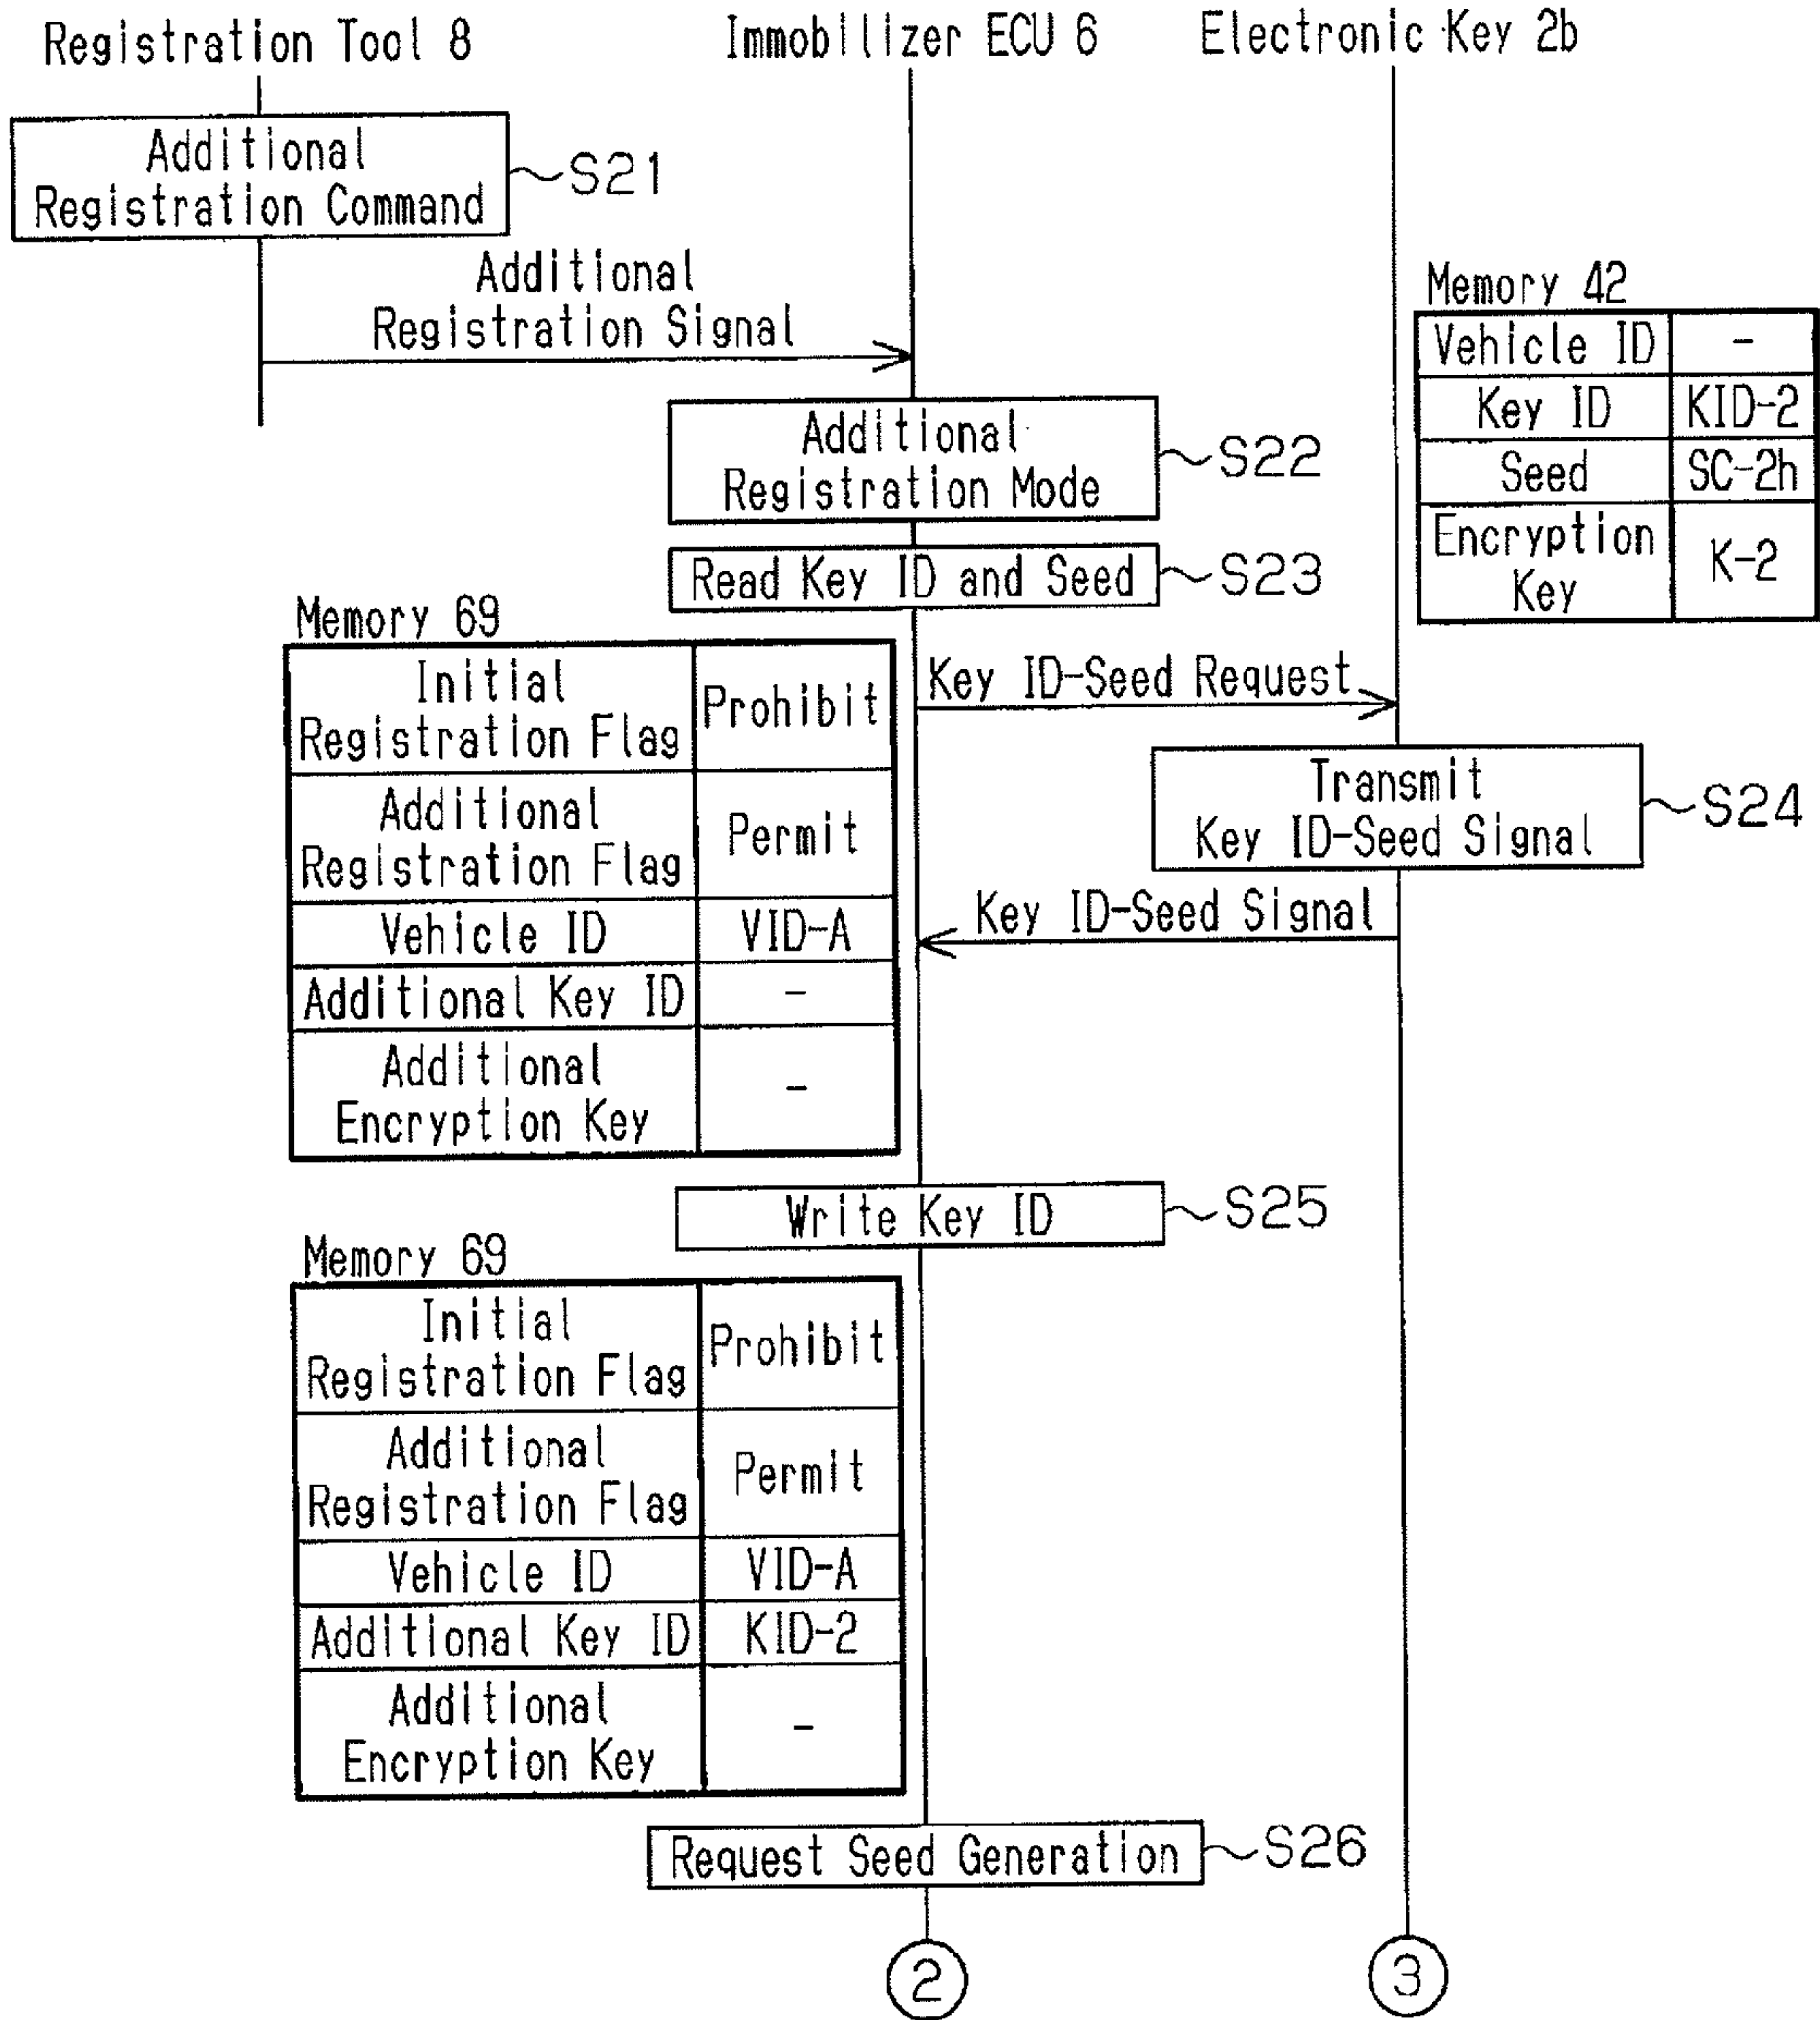 Registration Tool 8
Immobilizer ECU 6
Electronic Key 2b
Additional
Registration Command
S21
Additional
Registration Signal
Memory 42
Vehicle ID -
Key ID KID-2
Seed SC-2h
Encryption
Key
K-2
Additional
Registration Mode
S22
Read Key ID and Seed
S23
Memory 69
Initial
Registration Flag
Prohibit
Additional
Registration Flag
Permit
Vehicle ID VID-A
Additional Key ID -
Additional
Encryption Key
-
Key ID-Seed Request
Transmit
Key ID-Seed Signal
S24
Key ID-Seed Signal
Write Key ID
S25
Memory 69
Initial
Registration Flag
Prohibit
Additional
Registration Flag
Permit
Vehicle ID VID-A
Additional Key ID KID-2
Additional
Encryption Key
-
Request Seed Generation
S26
2
3